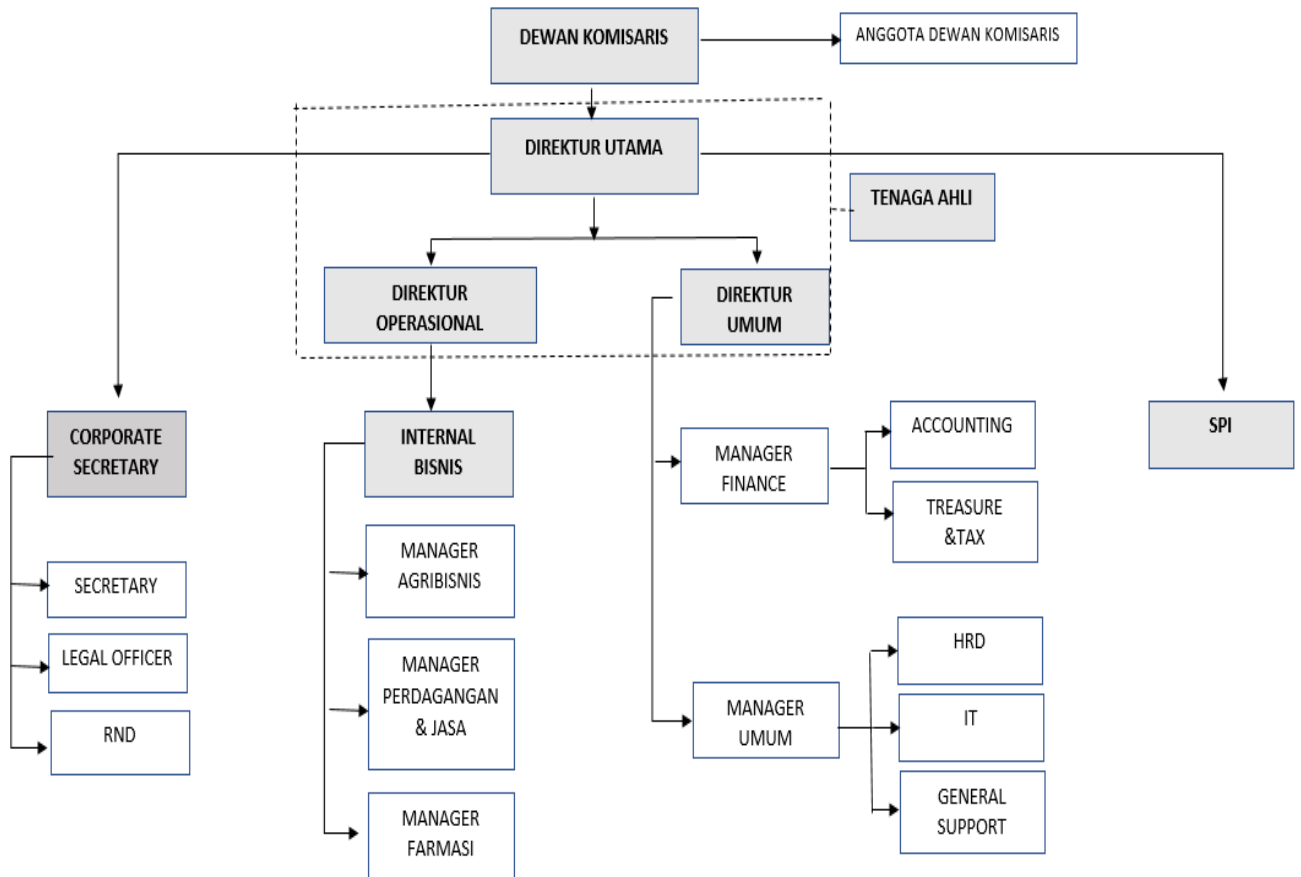 DEWAN KOMISARIS
ANGGOTA DEWAN KOMISARIS
DIREKTUR UTAMA
TENAGA AHLI
DIREKTUR
OPERASIONAL
DIREKTUR
UMUM
CORPORATE
SECRETARY
INTERNAL
BISNIS
MANAGER
FINANCE
ACCOUNTING
TREASURE
&TAX
SPI
SECRETARY
LEGAL OFFICER
RND
MANAGER
AGRIBISNIS
MANAGER
PERDAGANGAN
& JASA
MANAGER
FARMASI
MANAGER
UMUM
HRD
IT
GENERAL
SUPPORT